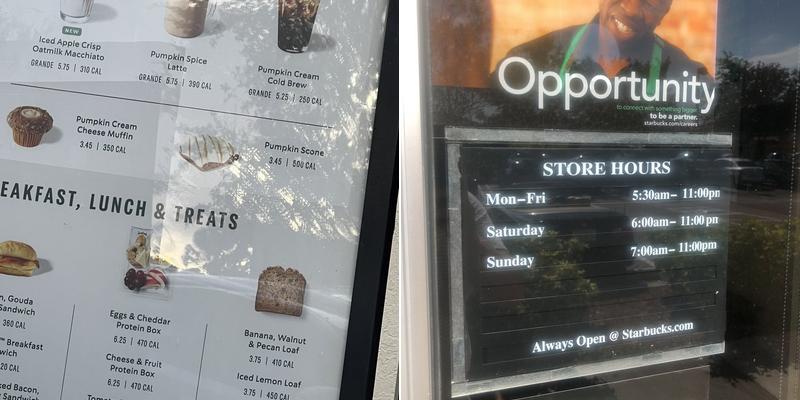 NEW
Iced Apple Crisp
Oatmilk Macchiato
GRANDE 5.75 | 310 CAL
Pumpkin Spice
Latte
GRANDE 5.75 | 390 CAL
Pumpkin Cream
Cold Brew
GRANDE 5.25 | 250 CAL
Pumpkin Cream
Cheese Muffin
3.45 | 350 CAL
Pumpkin Scone
3.45 | 500 CAL
EAKFAST, LUNCH & TREATS
n, Gouda
Sandwich
360 CAL
Breakfast
wich
20 CAL
ked Bacon,
Eggs & Cheddar
Protein Box
6.25 | 470 CAL
Cheese & Fruit
Protein Box
6.25 | 470 CAL
Banana, Walnut
& Pecan Loaf
3.75 | 410 CAL
Iced Lemon Loaf
3.75 | 450 CAL
Opportunity
to connect with something bigger,
to be a partner.
starbucks.com/careers
STORE HOURS
Mon–Fri 5:30am– 11:00pm
Saturday 6:00am– 11:00 pm
Sunday 7:00am– 11:00pm
Always Open @ Starbucks.com